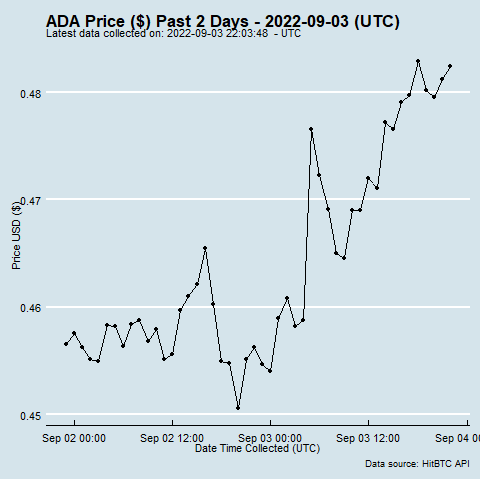 ADA Price ($) Past 2 Days - 2022-09-03 (UTC)
Latest data collected on: 2022-09-03 22:03:48 - UTC
0.48
0.47
0.46
0.45
Price USD ($)
Sep 02 00:00 Sep 02 12:00 Sep 03 00:00 Sep 03 12:00 Sep 04 0
Date Time Collected (UTC)
Data source: HitBTC API